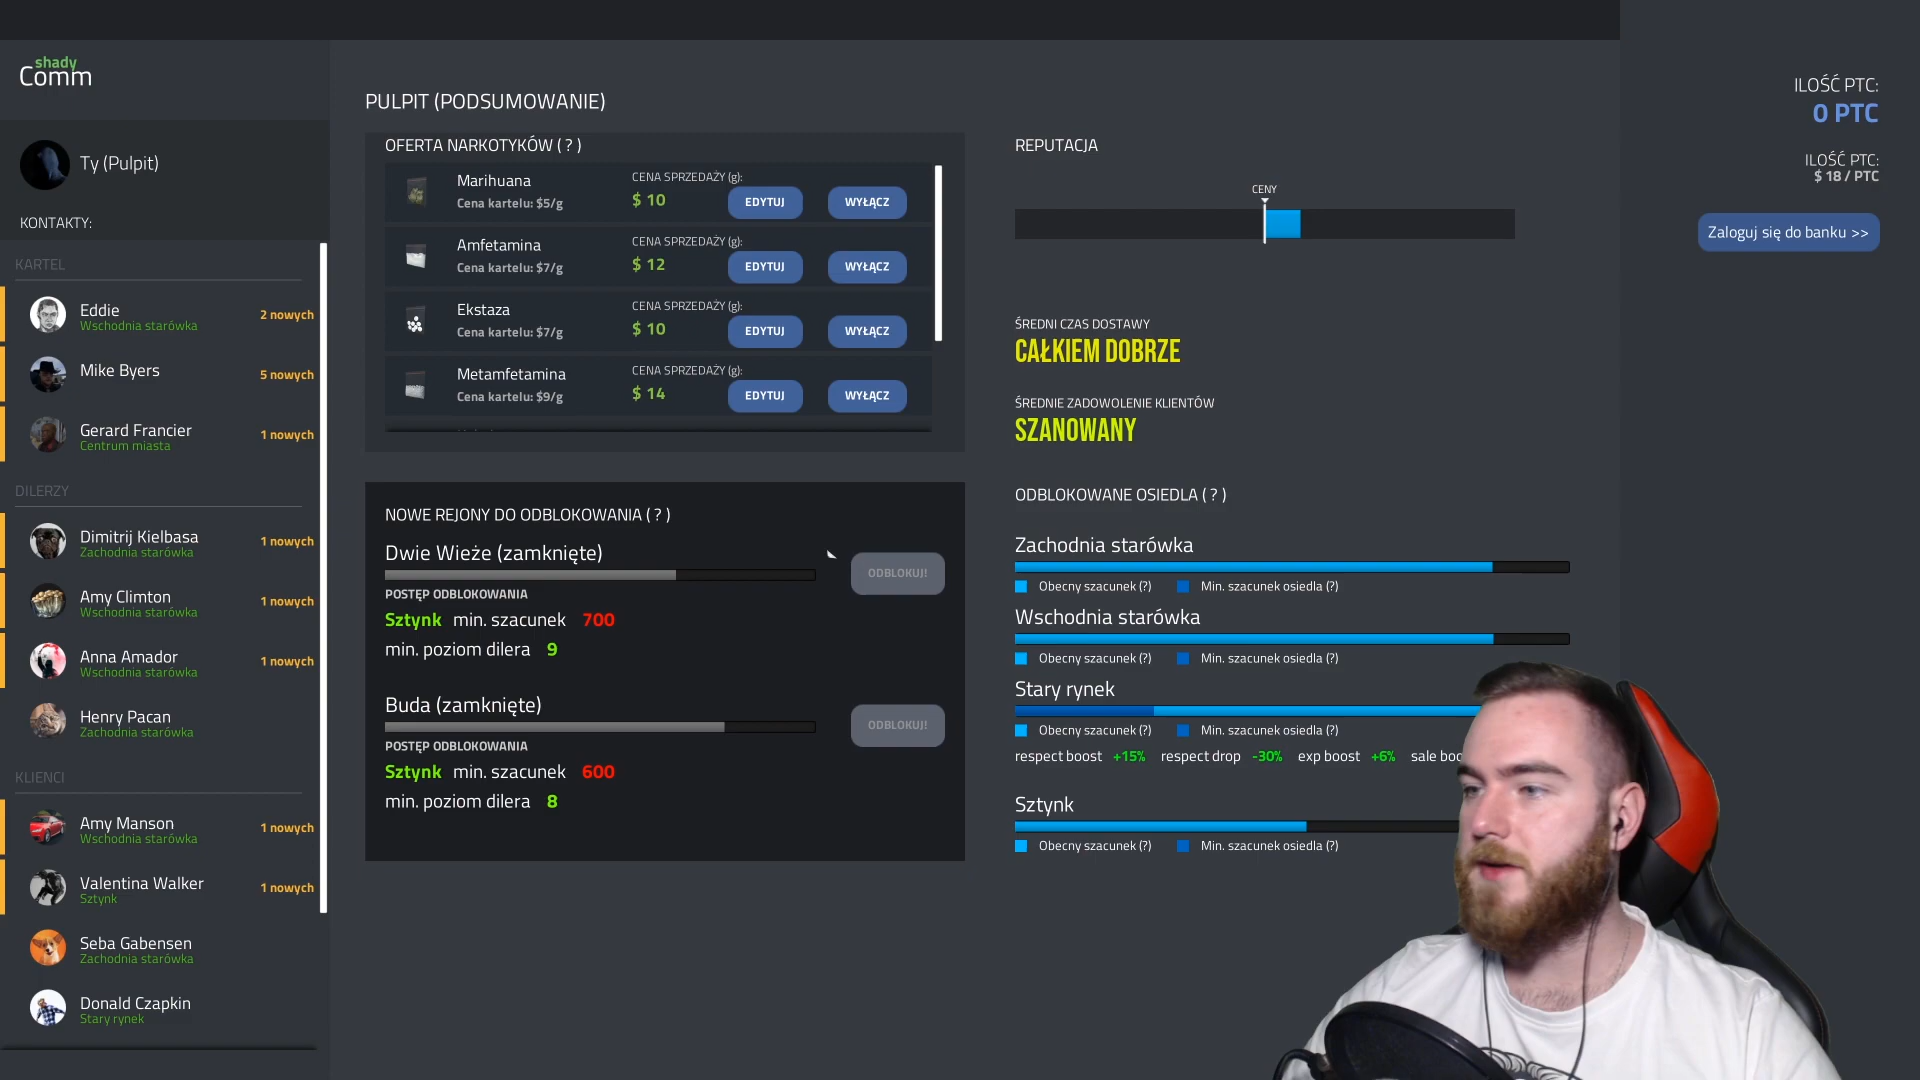 shady
Comm
Ty (Pulpit)
KONTAKTY:
KARTEL
Eddie
Wschodnia starówka
2 nowych
Mike Byers
5 nowych
Gerard Francier
Centrum miasta
1 nowych
DILERZY
Dimitrij Kielbasa
Zachodnia starówka
1 nowych
Amy Climton
Wschodnia starówka
1 nowych
Anna Amador
Wschodnia starówka
1 nowych
Henry Pacan
Zachodnia starówka
KLIENCI
Amy Manson
Wschodnia starówka
1 nowych
Valentina Walker
Sztynk
1 nowych
Seba Gabensen
Zachodnia starówka
Donald Czapkin
Stary rynek
PULPIT (PODSUMOWANIE)
OFERTA NARKOTYKÓW ( ? )
Marihuana
Cena kartelu: $5/g
CENA SPRZEDAŻY (g):
$ 10
EDYTUJ
WYŁĄCZ
Amfetamina
Cena kartelu: $7/g
CENA SPRZEDAŻY (g):
$ 12
EDYTUJ
WYŁĄCZ
Ekstaza
Cena kartelu: $7/g
CENA SPRZEDAŻY (g):
$ 10
EDYTUJ
WYŁĄCZ
Metamfetamina
Cena kartelu: $9/g
CENA SPRZEDAŻY (g):
$ 14
EDYTUJ
WYŁĄCZ
NOWE REJONY DO ODBLOKOWANIA ( ? )
Dwie Wieże (zamknięte)
ODBLOKUJ!
POSTĘP ODBLOKOWANIA
Sztynk min. szacunek 700
min. poziom dilera 9
Buda (zamknięte)
ODBLOKUJ!
POSTĘP ODBLOKOWANIA
Sztynk min. szacunek 600
min. poziom dilera 8
REPUTACJA
CENY
ŚREDNI CZAS DOSTAWY
CAŁKIEM DOBRZE
ŚREDNIE ZADOWOLENIE KLIENTÓW
SZANOWANY
ODBLOKOWANE OSIEDLA ( ? )
Zachodnia starówka
Obecny szacunek (?) Min. szacunek osiedla (?)
Wschodnia starówka
Obecny szacunek (?) Min. szacunek osiedla (?)
Stary rynek
Obecny szacunek (?) Min. szacunek osiedla (?)
respect boost +15% respect drop -30% exp boost +6% sale boo
Sztynk
Obecny szacunek (?) Min. szacunek osiedla (?)
ILOŚĆ PTC:
0 PTC
ILOŚĆ PTC:
$ 18 / PTC
Zaloguj się do banku >>